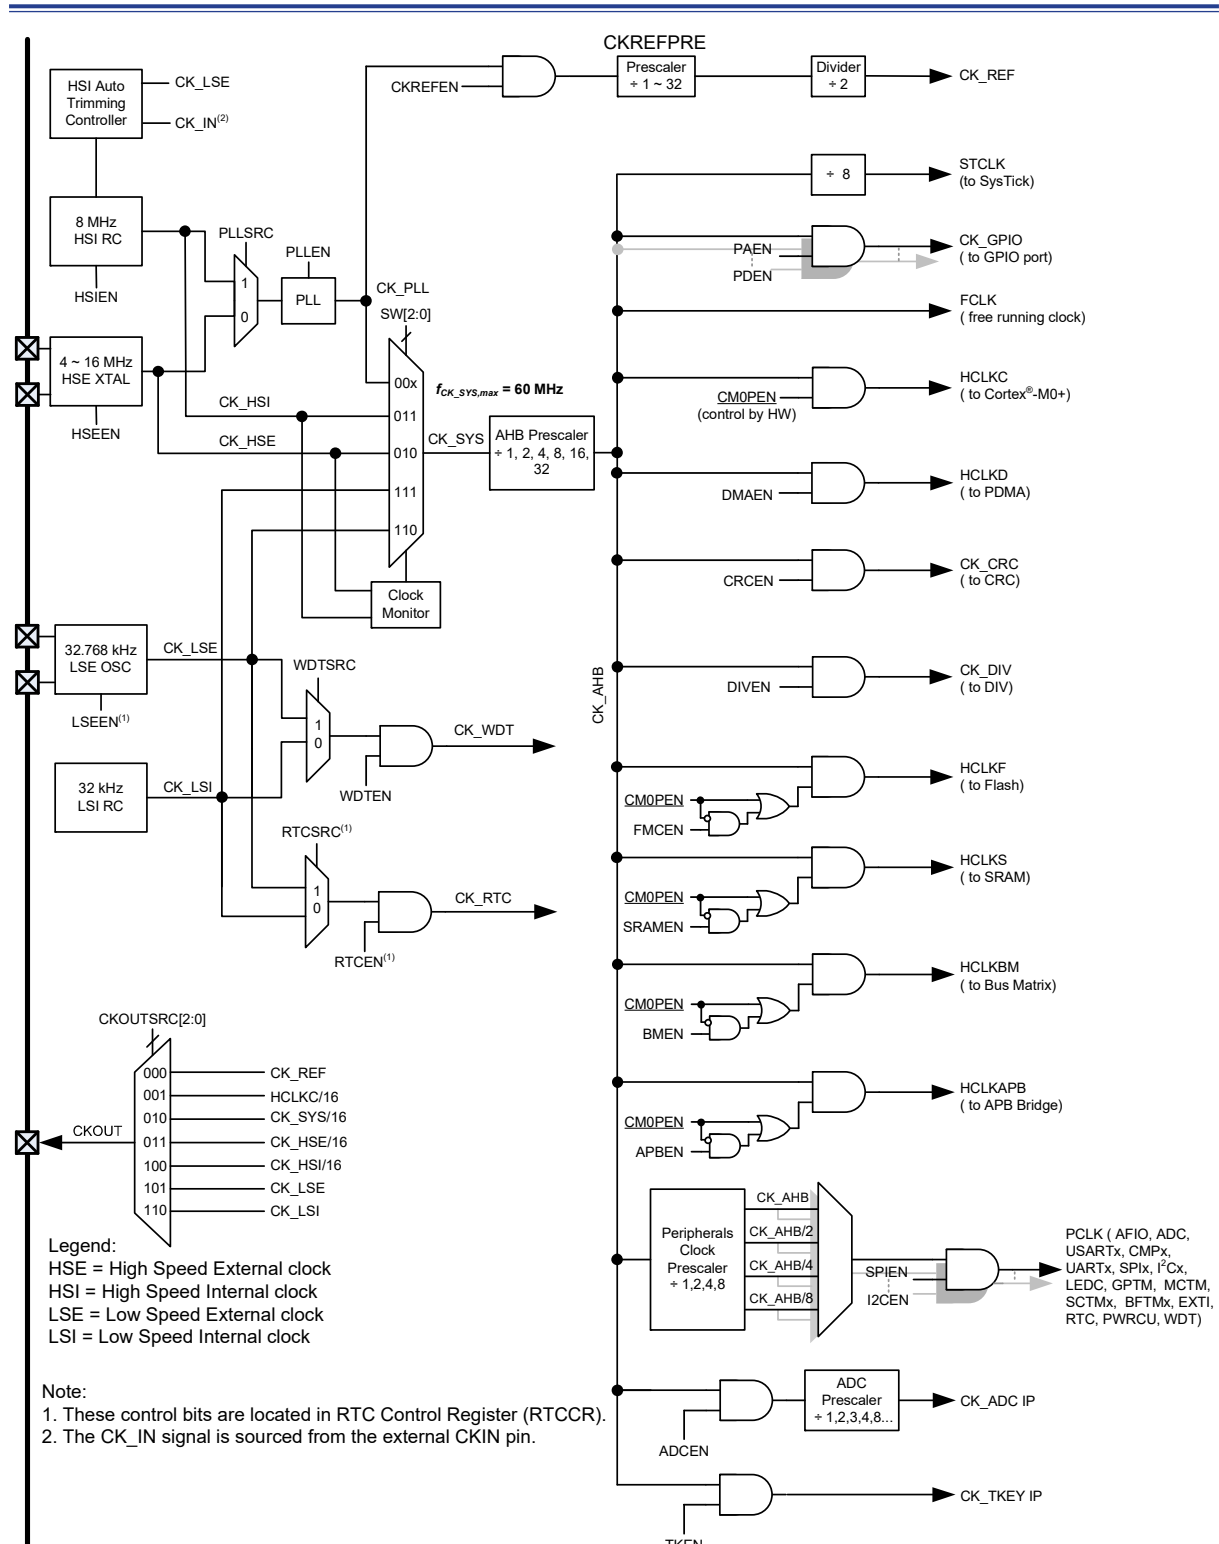 CKREFPRE
HSI Auto
Trimming
Controller
CK_LSE
CK_IN(2)
CKREFEN
Prescaler
÷ 1 ~ 32
Divider
÷ 2
CK_REF
÷ 8
STCLK
(to SysTick)
8 MHz
HSI RC
HSIEN
PLLSRC
1
0
PLLEN
PLL
CK_PLL
SW[2:0]
PAEN
PDEN
CK_GPIO
( to GPIO port)
FCLK
( free running clock)
4 ~ 16 MHz
HSE XTAL
HSEEN
CK_HSI
CK_HSE
00x
011
010
111
110
fCK_SYS,max = 60 MHz
CK_SYS
AHB Prescaler
÷ 1, 2, 4, 8, 16,
32
CM0PEN
(control by HW)
HCLKC
( to Cortex®-M0+)
DMAEN
HCLKD
( to PDMA)
CRCEN
CK_CRC
( to CRC)
Clock
Monitor
32.768 kHz
LSE OSC
LSEEN(1)
CK_LSE
WDTSRC
1
0
CK_WDT
WDTEN
CK_AHB
DIVEN
CK_DIV
( to DIV)
32 kHz
LSI RC
CK_LSI
CM0PEN
FMCEN
HCLKF
( to Flash)
RTCSRC(1)
1
0
CK_RTC
RTCEN(1)
CM0PEN
SRAMEN
HCLKS
( to SRAM)
CM0PEN
BMEN
HCLKBM
( to Bus Matrix)
CKOUTSRC[2:0]
CKOUT
000
CK_REF
001
HCLKC/16
010
CK_SYS/16
011
CK_HSE/16
100
CK_HSI/16
101
CK_LSE
110
CK_LSI
CM0PEN
APBEN
HCLKAPB
( to APB Bridge)
Peripherals
Clock
Prescaler
÷ 1,2,4,8
CK_AHB
CK_AHB/2
CK_AHB/4
CK_AHB/8
SPIEN
I2CEN
PCLK ( AFIO, ADC,
USARTx, CMPx,
UARTx, SPIx, I2Cx,
LEDC, GPTM, MCTM,
SCTMx, BFTMx, EXTI,
RTC, PWRCU, WDT)
Legend:
HSE = High Speed External clock
HSI = High Speed Internal clock
LSE = Low Speed External clock
LSI = Low Speed Internal clock
Note:
1. These control bits are located in RTC Control Register (RTCCR).
2. The CK_IN signal is sourced from the external CKIN pin.
ADCEN
ADC
Prescaler
÷ 1,2,3,4,8...
CK_ADC IP
CK_TKEY IP